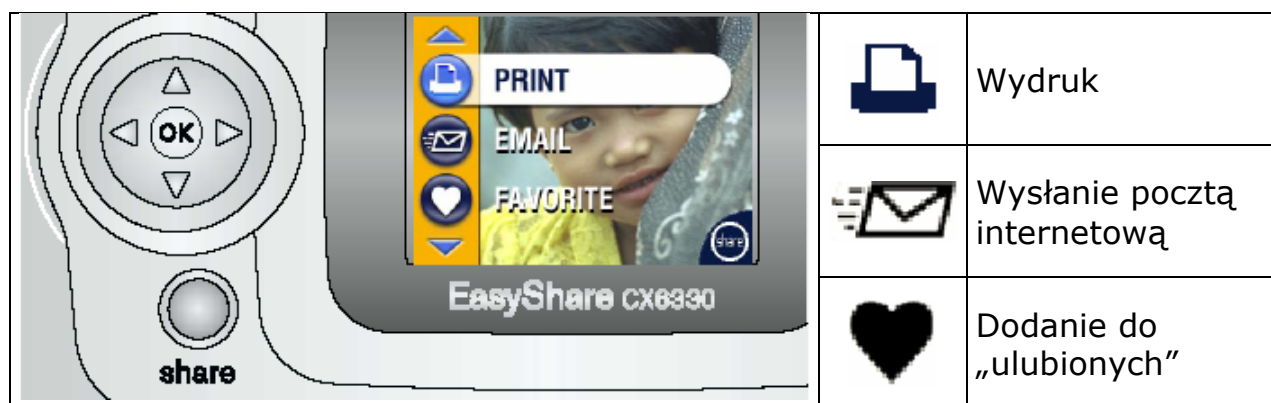 PRINT
OK
EMAIL
FAVORITE
share
EasyShare CX6330
share
Wydruk
Wysłanie pocztą
internetową
Dodanie do
„ulubionych”